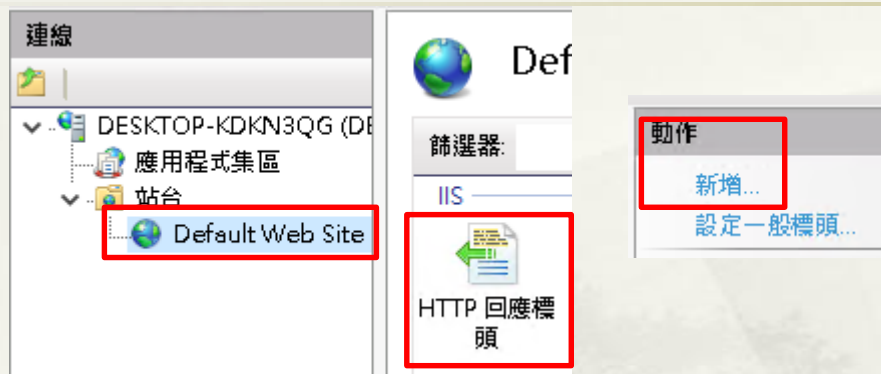 連線
DESKTOP-KDKN3QG (DE
應用程式集區
站台
Default Web Site
Def
篩選器:
IIS
HTTP 回應標
頭
動作
新增...
設定一般標頭...